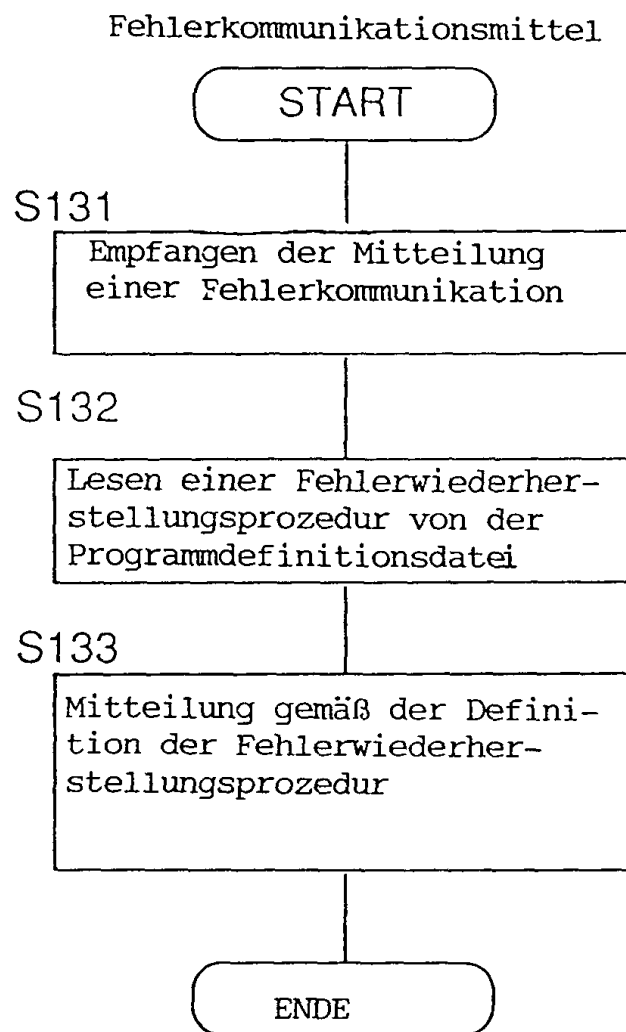 Fehlerkommunikationsmittel
START
S131
Empfangen der Mitteilung
einer Fehlerkommunikation
S132
Lesen einer Fehlerwiederher-
stellungsprozedur von der
Programmdefinitionsdatei
S133
Mitteilung gemäß der Defini-
tion der Fehlerwiederher-
stellungsprozedur
ENDE